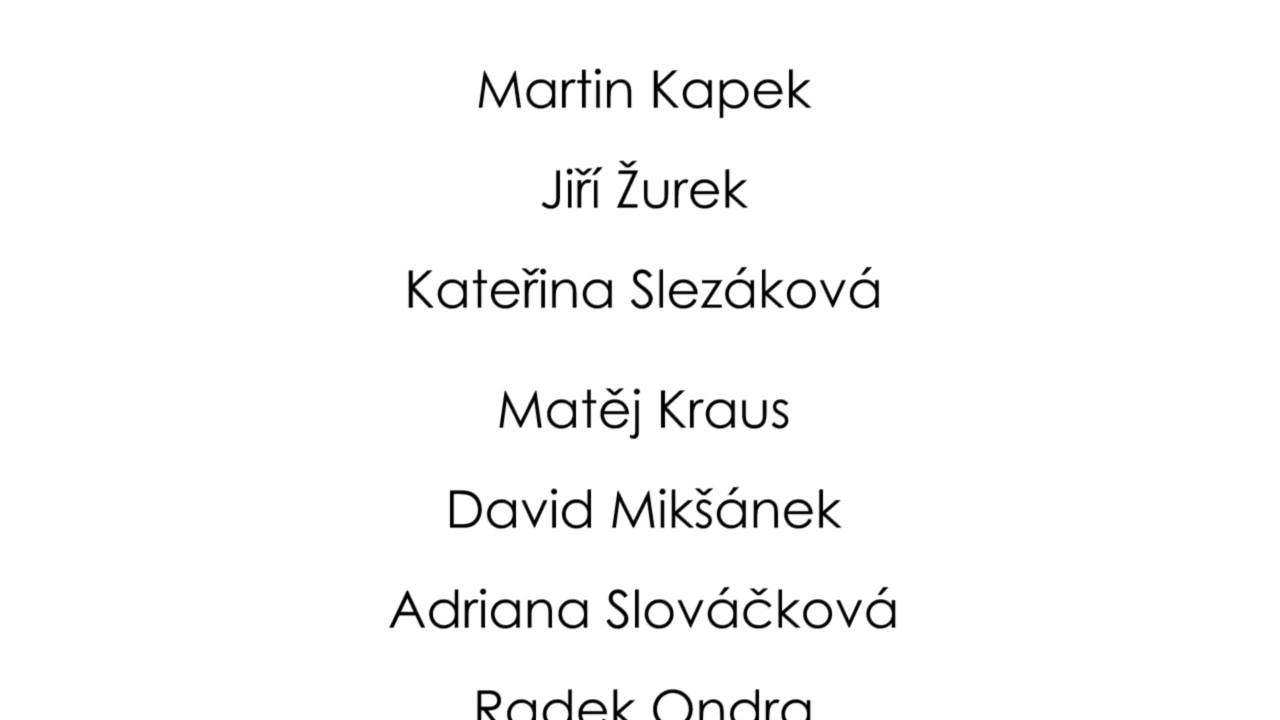 Martin Kapek
Jiří Žurek
Kateřina Slezáková
Matěj Kraus
David Mikšánek
Adriana Slováčková
Radek Ondra